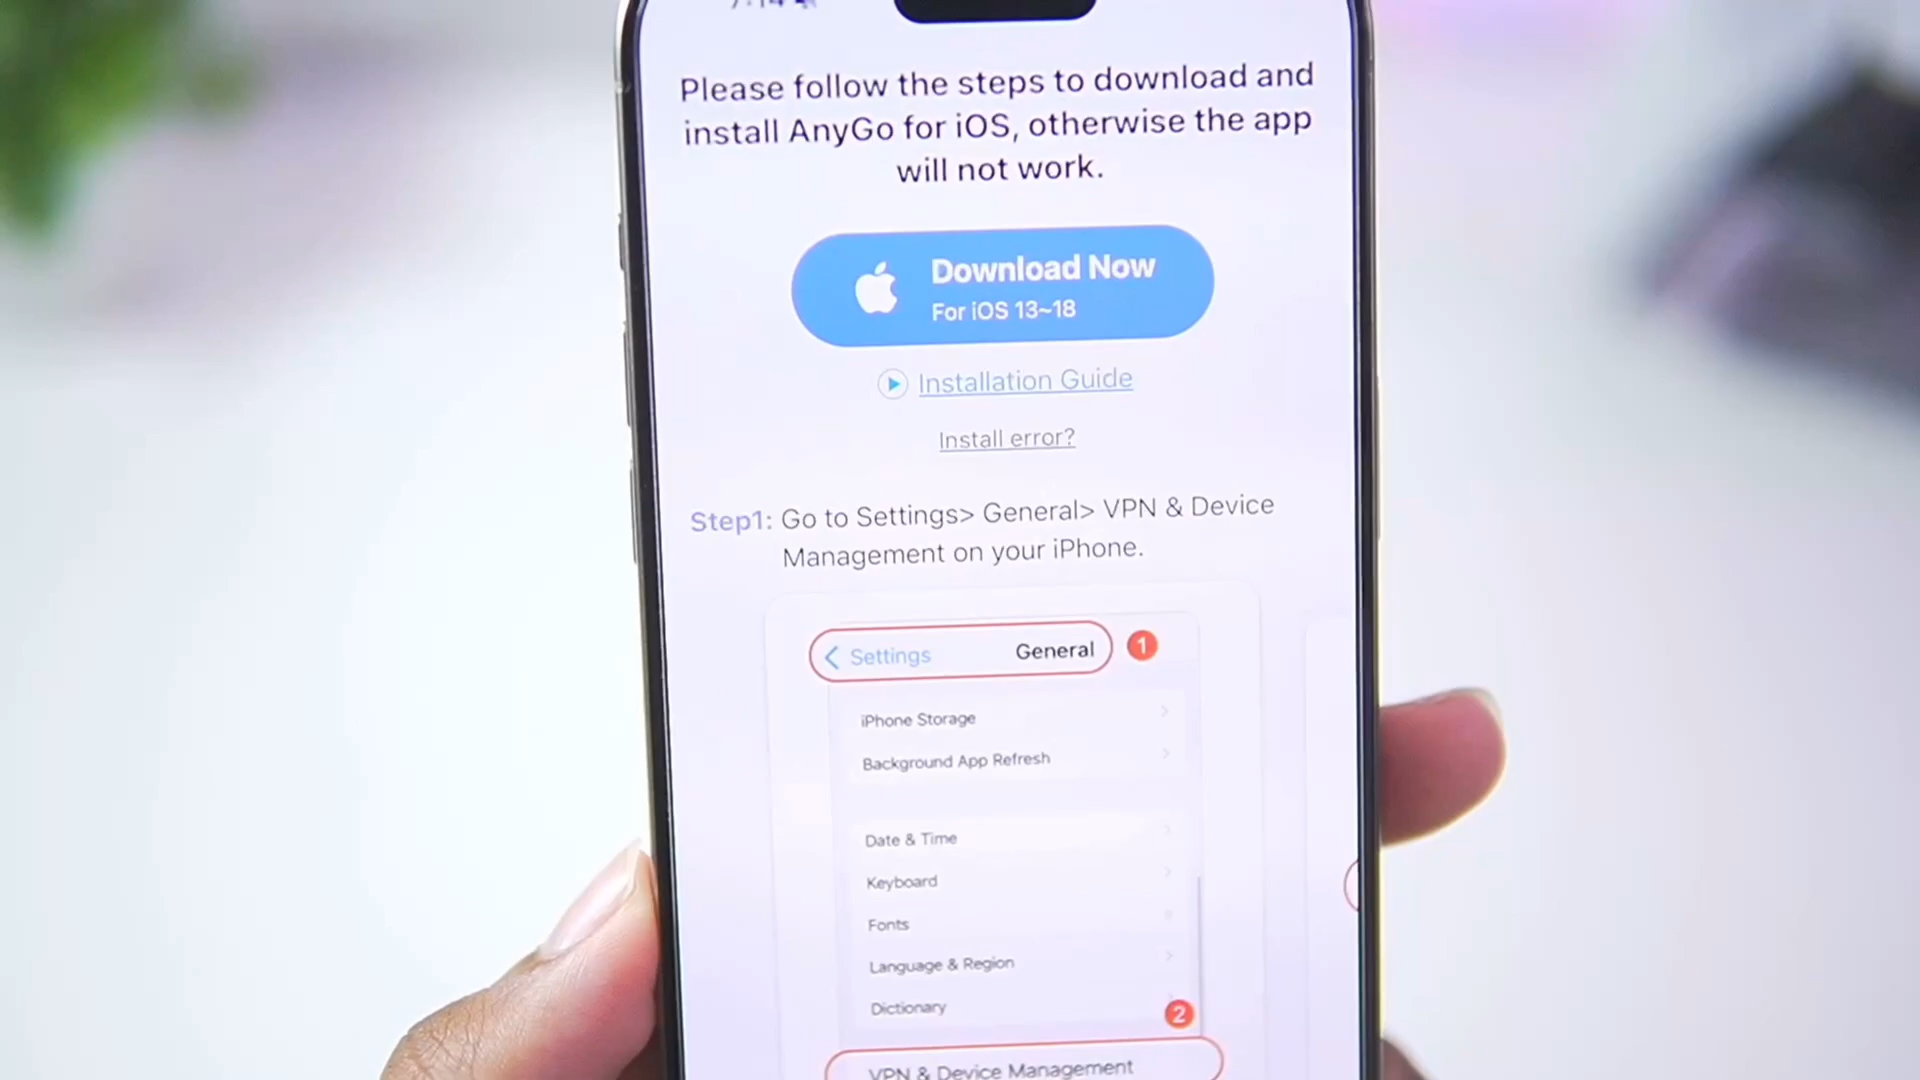 Please follow the steps to download and
install AnyGo for iOS, otherwise the app
will not work.
Download Now
For iOS 13~18
Installation Guide
Install error?
Step1: Go to Settings> General> VPN & Device
Management on your iPhone.
Settings General 1
iPhone Storage
Background App Refresh
Date & Time
Keyboard
Fonts
Language & Region
Dictionary
2
VPN & Device Management